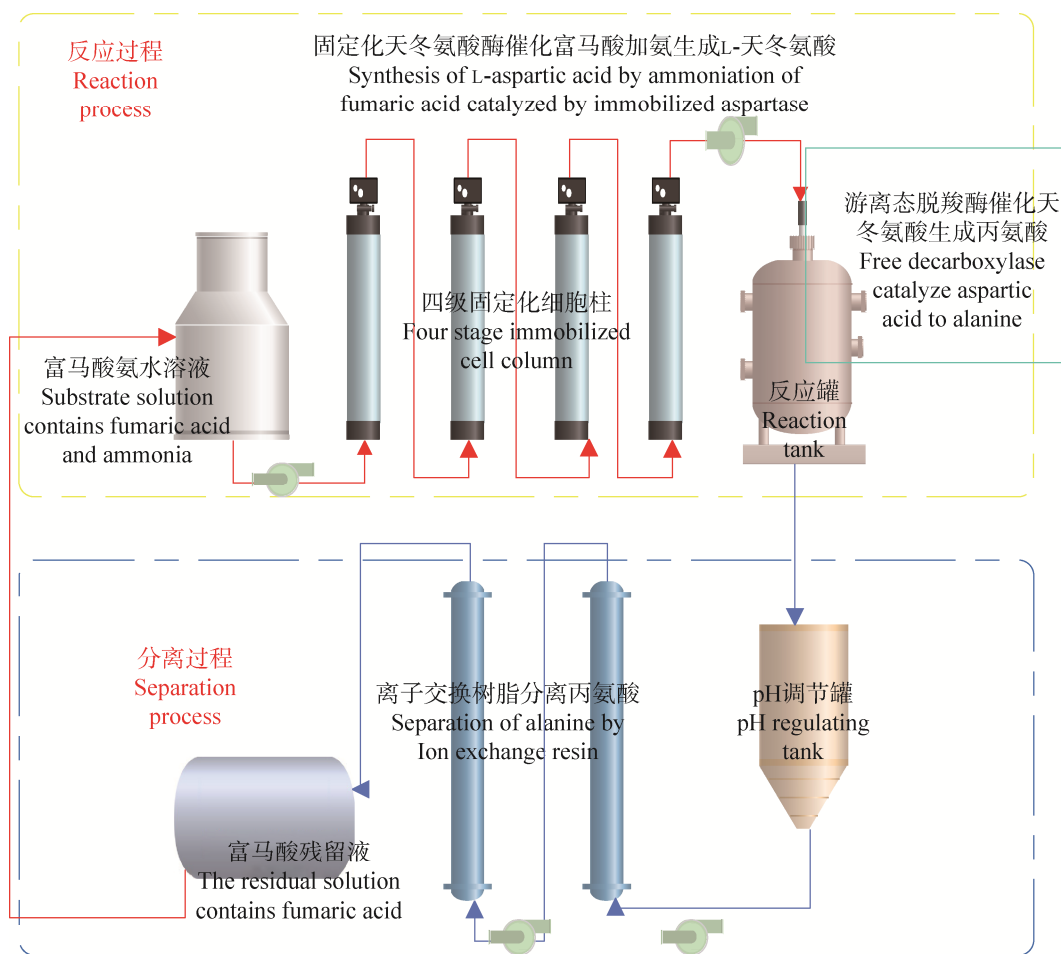 反应过程
Reaction
process
固定化天冬氨酸酶催化富马酸加氨生成L-天冬氨酸
Synthesis of L-aspartic acid by ammoniation of
fumaric acid catalyzed by immobilized aspartase
游离态脱羧酶催化天
冬氨酸生成丙氨酸
Free decarboxylase
catalyze aspartic
acid to alanine
四级固定化细胞柱
Four stage immobilized
cell column
富马酸氨水溶液
Substrate solution
contains fumaric acid
and ammonia
反应罐
Reaction
tank
分离过程
Separation
process
离子交换树脂分离丙氨酸
Separation of alanine by
Ion exchange resin
pH调节罐
pH regulating
tank
富马酸残留液
The residual solution
contains fumaric acid